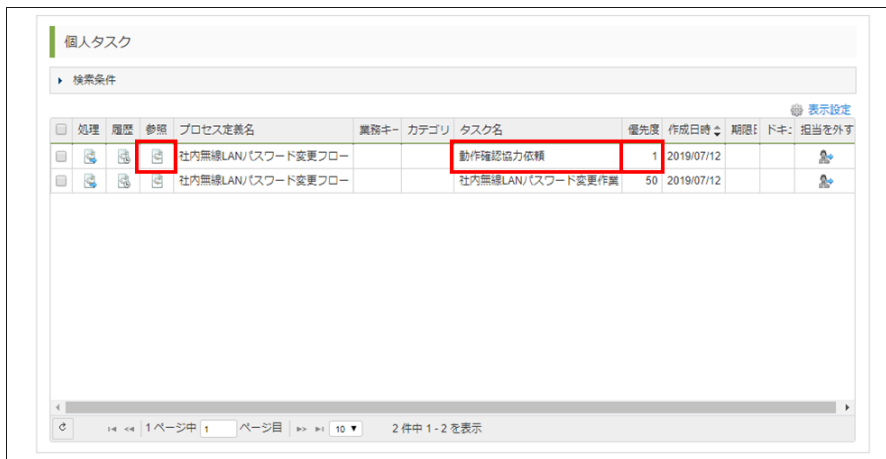 個人タスク
検索条件
表示設定
処理 履歴 参照 プロセス定義名 業務キー カテゴリ タスク名 優先度 作成日時 期限日 ドキ 担当を外す
社内無線LANパスワード変更フロー 動作確認協力依頼 1 2019/07/12
社内無線LANパスワード変更フロー 社内無線LANパスワード変更作業 50 2019/07/12
1 ページ中 1 ページ目 10 2 件中 1 - 2 を表示